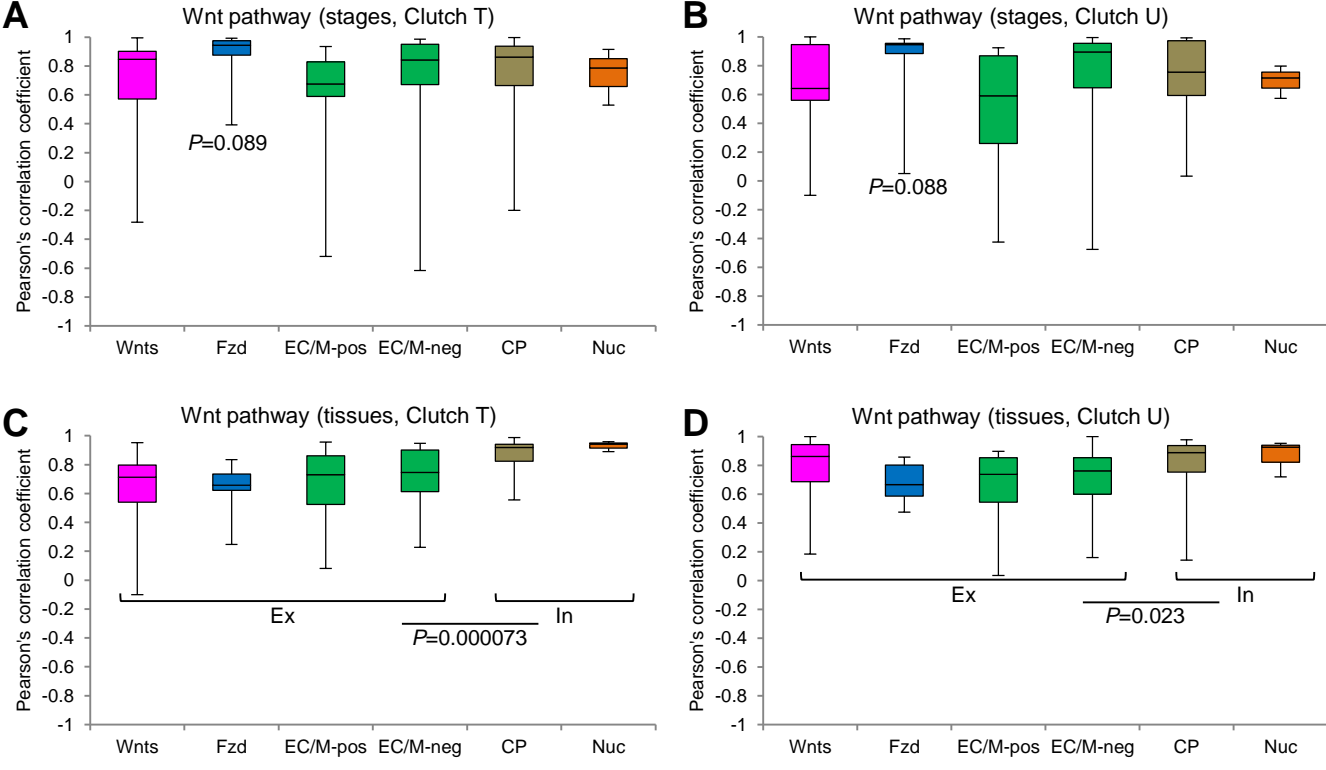 A
Wnt pathway (stages, Clutch T)
Pearson's correlation coefficient
1
0.8
0.6
0.4
0.2
0
-0.2
-0.4
-0.6
-0.8
-1
P=0.089
Wnts Fzd EC/M-pos EC/M-neg CP Nuc
B
Wnt pathway (stages, Clutch U)
Pearson's correlation coefficient
1
0.8
0.6
0.4
0.2
0
-0.2
-0.4
-0.6
-0.8
-1
P=0.088
Wnts Fzd EC/M-pos EC/M-neg CP Nuc
C
Wnt pathway (tissues, Clutch T)
Pearson's correlation coefficient
1
0.8
0.6
0.4
0.2
0
-0.2
-0.4
-0.6
-0.8
-1
Ex In
P=0.000073
Wnts Fzd EC/M-pos EC/M-neg CP Nuc
D
Wnt pathway (tissues, Clutch U)
Pearson's correlation coefficient
1
0.8
0.6
0.4
0.2
0
-0.2
-0.4
-0.6
-0.8
-1
Ex In
P=0.023
Wnts Fzd EC/M-pos EC/M-neg CP Nuc